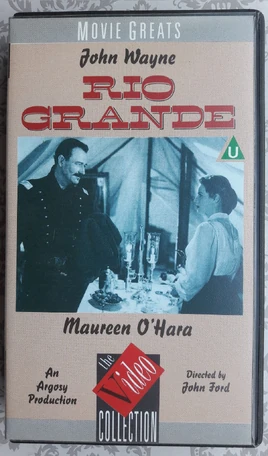 MOVIE GREATS
John Wayne
RIO
GRANDE
U
Maureen O'Hara
An
Argosy
Production
the
Video
COLLECTION
Directed by
John Ford